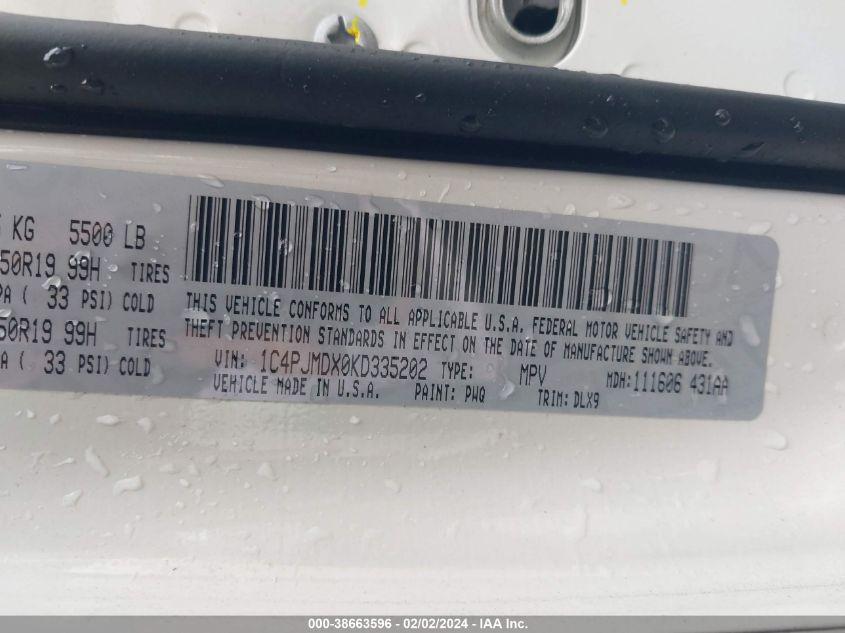 KG 5500 LB
50R19 99H TIRES
PA ( 33 PSI) COLD
50R19 99H TIRES
A ( 33 PSI) COLD
THIS VEHICLE CONFORMS TO ALL APPLICABLE U.S.A. FEDERAL MOTOR VEHICLE SAFETY AND
THEFT PREVENTION STANDARDS IN EFFECT ON THE DATE OF MANUFACTURE SHOWN ABOVE.
VIN: 1C4PJMDX0KD335202 TYPE: MPV MDH:111606 431AA
VEHICLE MADE IN U.S.A. PAINT: PWQ TRIM: DLX9
000-38663596 - 02/02/2024 - IAA Inc.